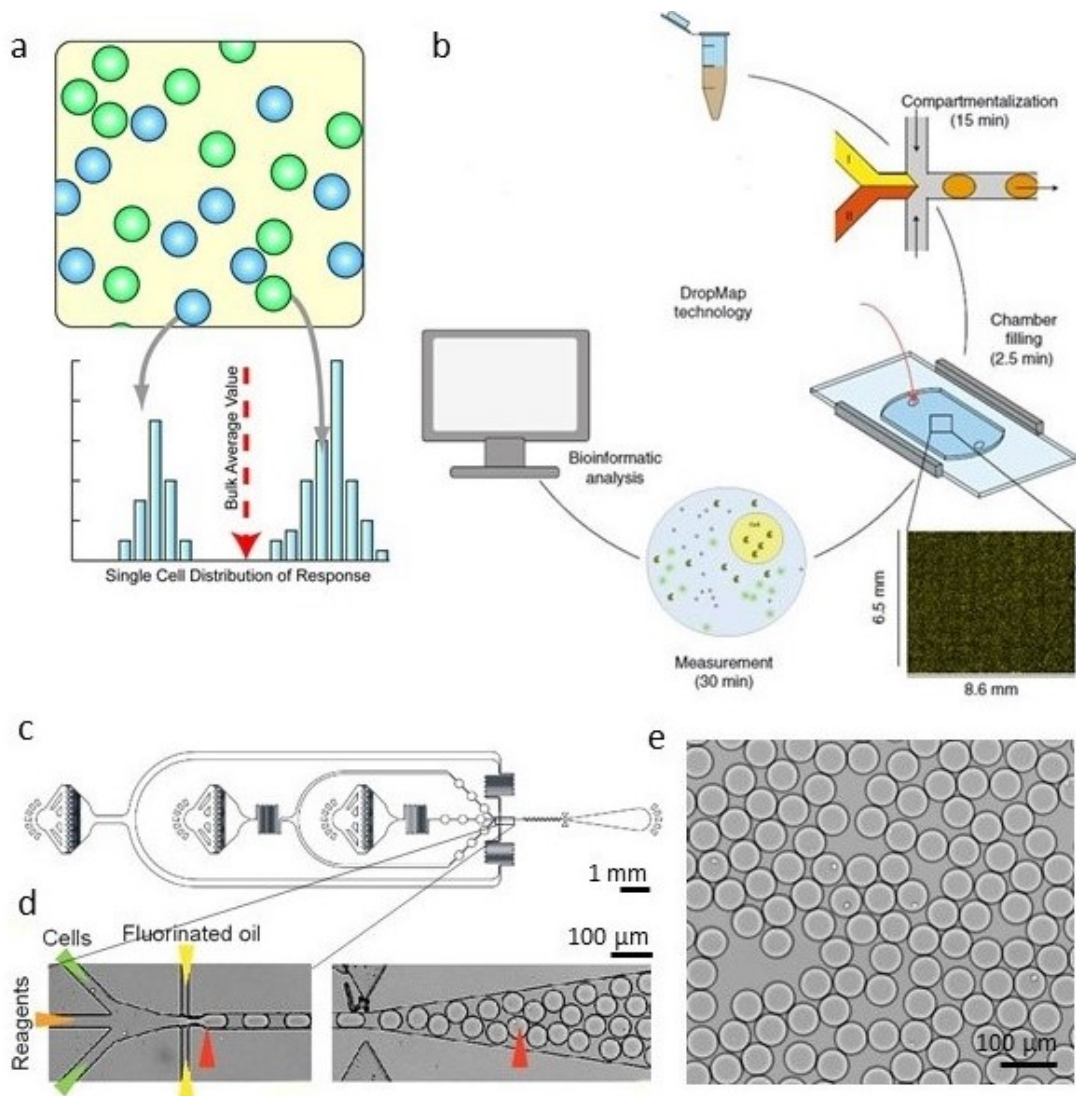 a
Bulk Average Value
Single Cell Distribution of Response
b
Compartmentalization
(15 min)
I
II
DropMap
technology
Chamber
filling
(2.5 min)
Bioinformatic
analysis
Cell
Measurement
(30 min)
6.5 mm
8.6 mm
c
1 mm
d
Cells
Fluorinated oil
Reagents
100 µm
e
100 µm